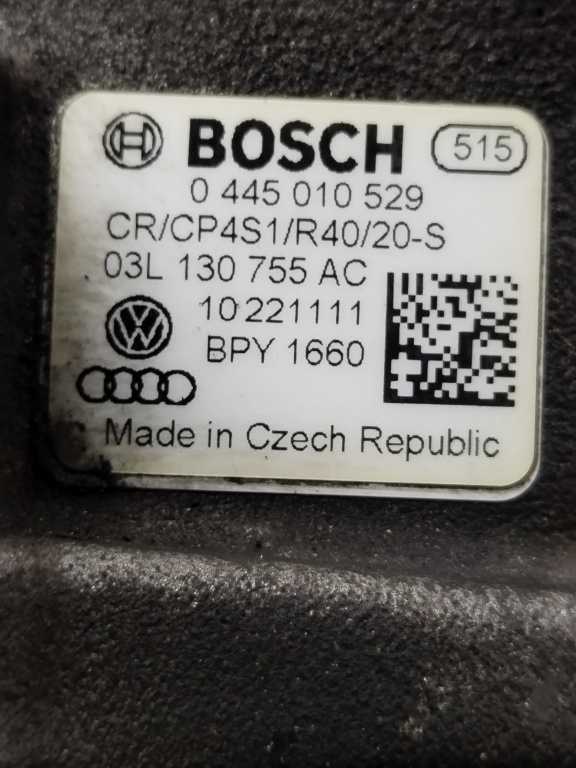 BOSCH 515
0 445 010 529
CR/CP4S1/R40/20-S
03L 130 755 AC
10221111
BPY 1660
Made in Czech Republic